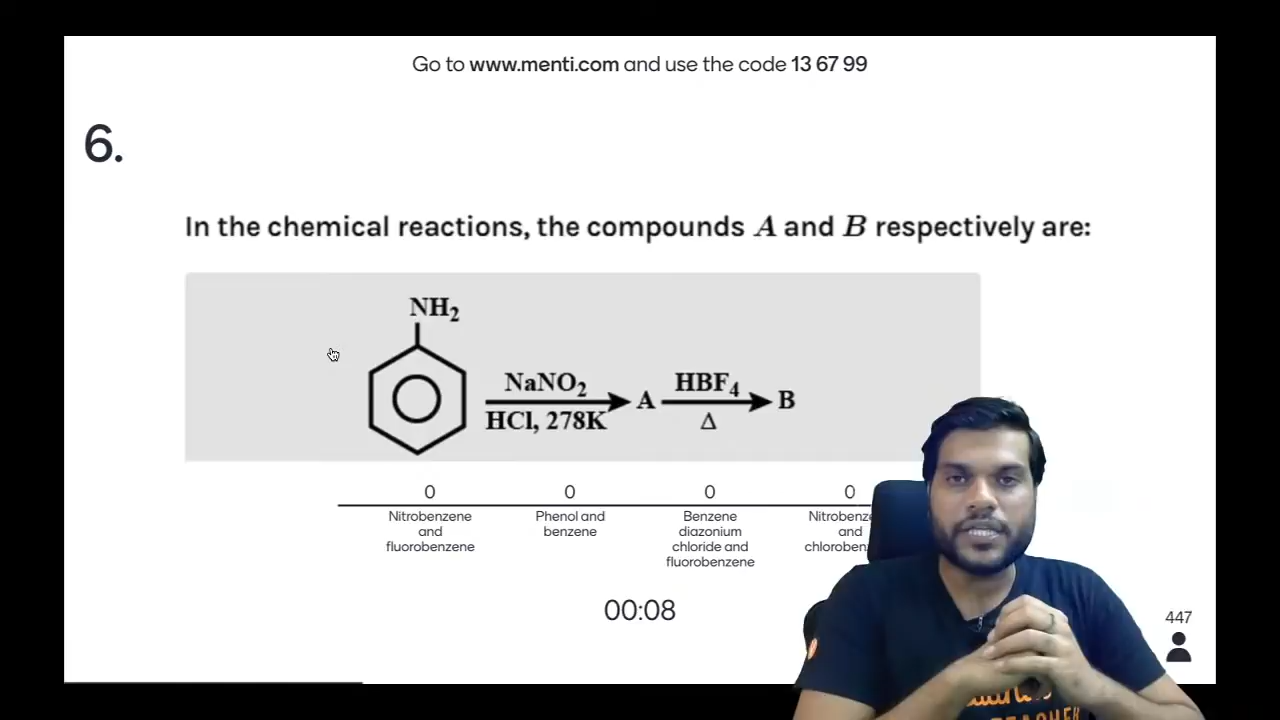 Go to www.menti.com and use the code 13 67 99
6.
In the chemical reactions, the compounds A and B respectively are:
NH₂
NaNO₂
HCl, 278K
A
HBF₄
Δ
B
0
Nitrobenzene
and
fluorobenzene
0
Phenol and
benzene
0
Benzene
diazonium
chloride and
fluorobenzene
0
and
00:08
447